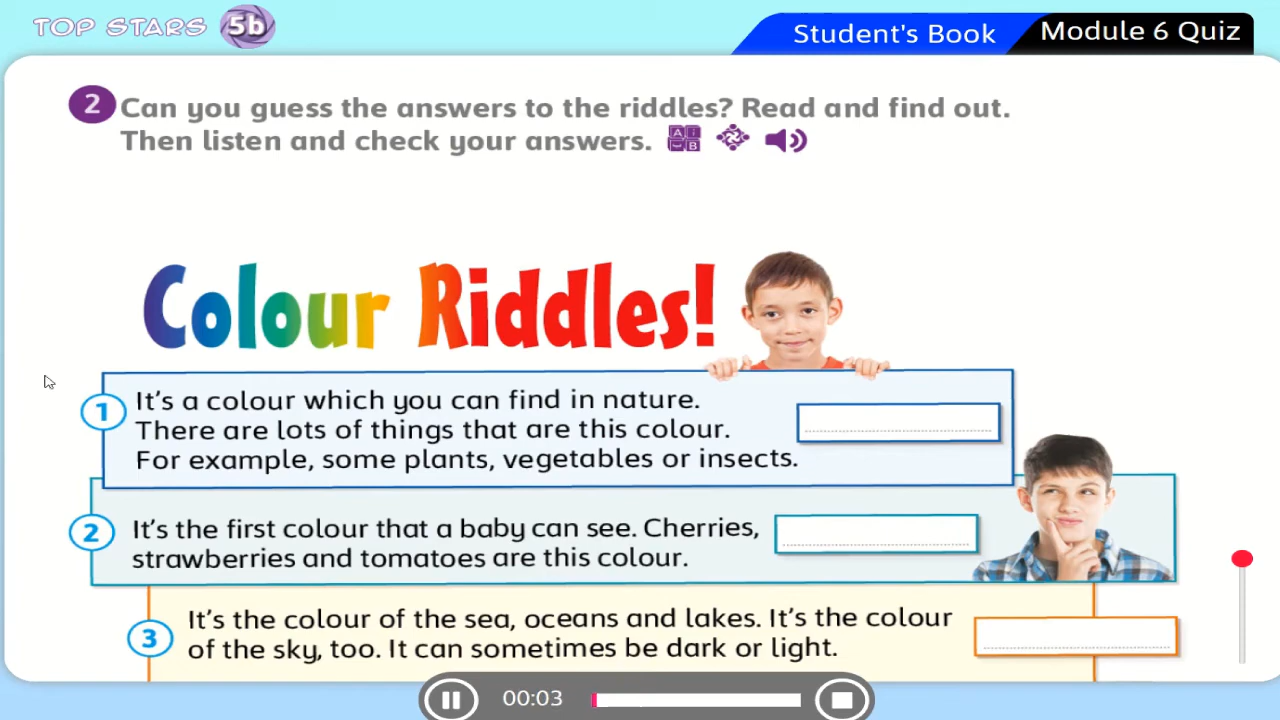 TOP STARS 5b
Student's Book
Module 6 Quiz
2 Can you guess the answers to the riddles? Read and find out.
Then listen and check your answers.
Colour Riddles!
1 It's a colour which you can find in nature.
There are lots of things that are this colour.
For example, some plants, vegetables or insects.
2 It's the first colour that a baby can see. Cherries,
strawberries and tomatoes are this colour.
3 It's the colour of the sea, oceans and lakes. It's the colour
of the sky, too. It can sometimes be dark or light.
00:03